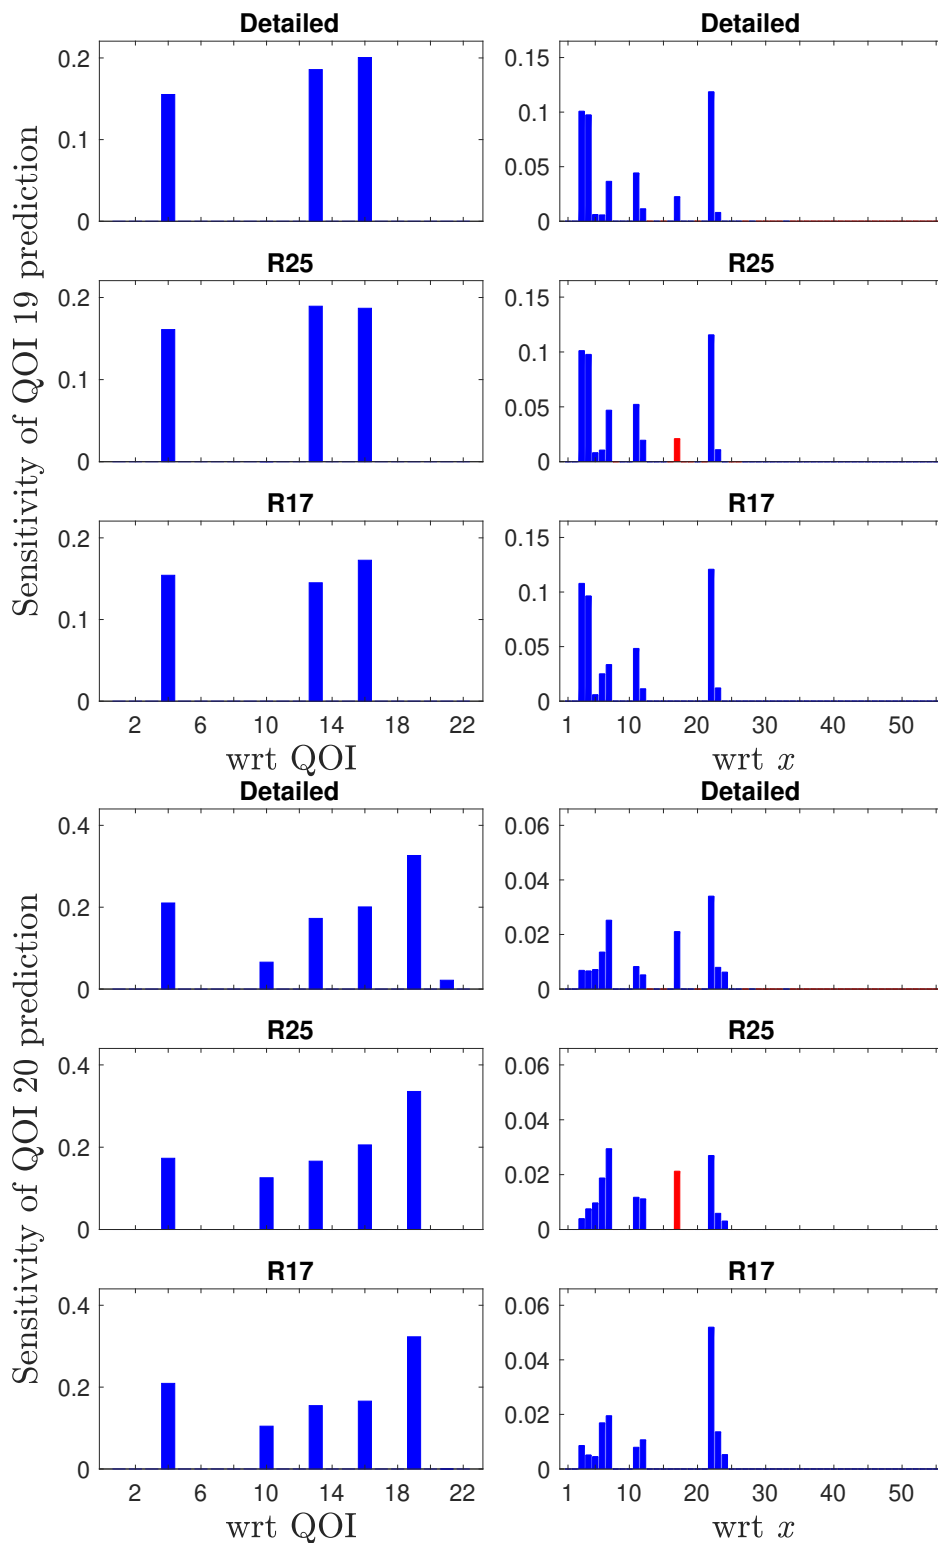 Detailed
Detailed
0.2
0.1
0
0.15
0.1
0.05
0
R25
R25
0.2
0.1
0
0.15
0.1
0.05
0
Sensitivity of QOI 19 prediction
R17
R17
0.2
0.1
0
0.15
0.1
0.05
0
2 6 10 14 18 22
1 10 20 30 40 50
wrt QOI
wrt x
Detailed
Detailed
0.4
0.2
0
0.06
0.04
0.02
0
R25
R25
0.4
0.2
0
0.06
0.04
0.02
0
Sensitivity of QOI 20 prediction
R17
R17
0.4
0.2
0
0.06
0.04
0.02
0
2 6 10 14 18 22
1 10 20 30 40 50
wrt QOI
wrt x